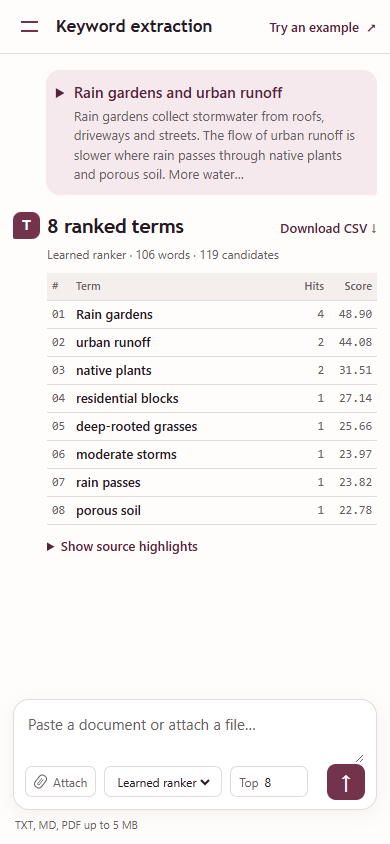 Keyword extraction Try an example ↗
▶ Rain gardens and urban runoff
Rain gardens collect stormwater from roofs,
driveways and streets. The flow of urban runoff is
slower where rain passes through native plants
and porous soil. More water...
T 8 ranked terms Download CSV ↓
Learned ranker · 106 words · 119 candidates
# Term Hits Score
01 Rain gardens 4 48.90
02 urban runoff 2 44.08
03 native plants 2 31.51
04 residential blocks 1 27.14
05 deep-rooted grasses 1 25.66
06 moderate storms 1 23.97
07 rain passes 1 23.82
08 porous soil 1 22.78
▶ Show source highlights
Paste a document or attach a file...
Attach Learned ranker Top 8 ↑
TXT, MD, PDF up to 5 MB